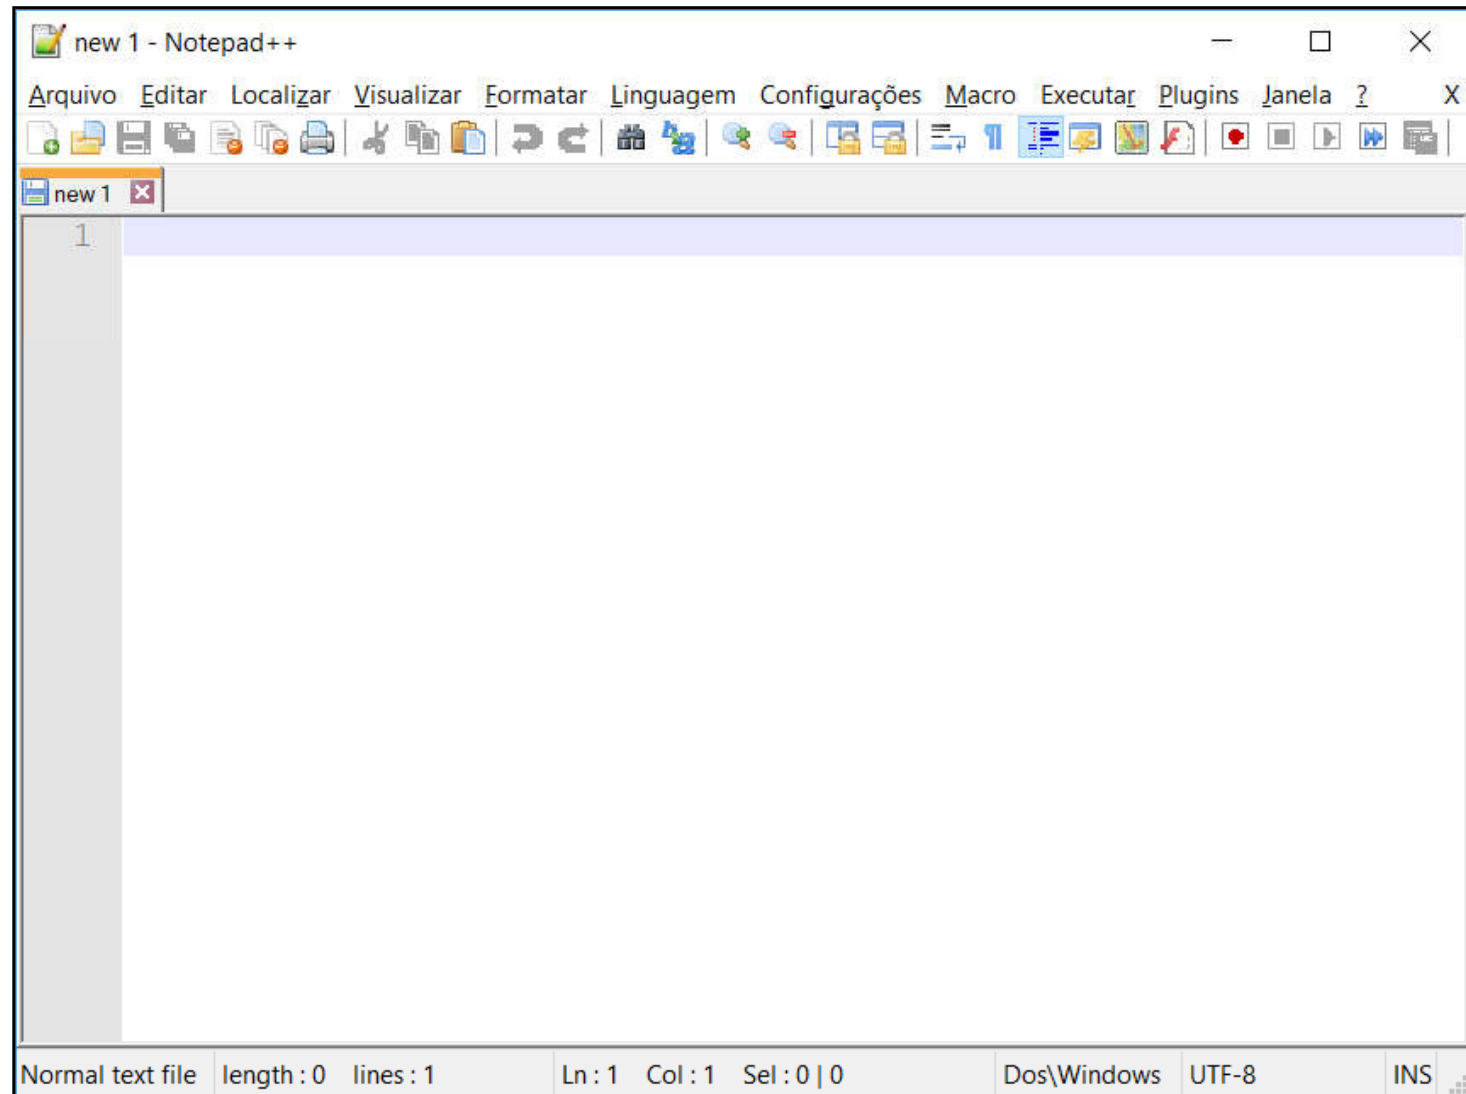 new 1 - Notepad++
Arquivo Editar Localizar Visualizar Formatar Linguagem Configurações Macro Executar Plugins Janela ? X
new 1
1
Normal text file length : 0 lines : 1 Ln : 1 Col : 1 Sel : 0 | 0 Dos\Windows UTF-8 INS